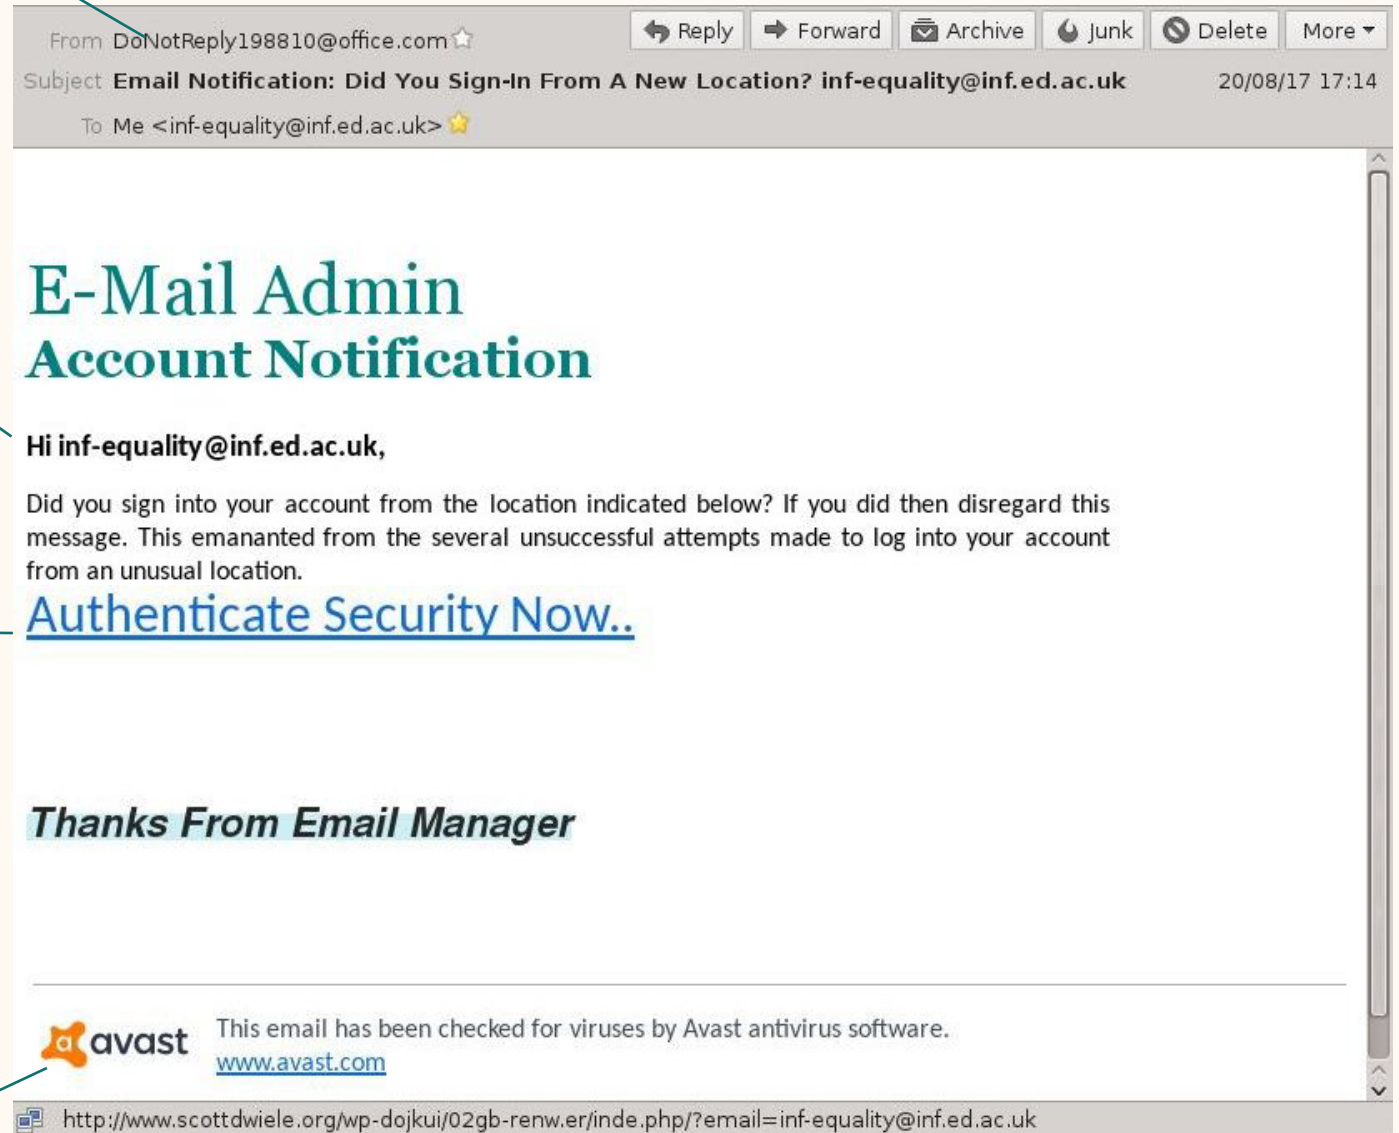 From DoNotReply198810@office.com Reply Forward Archive Junk Delete More
Subject Email Notification: Did You Sign-In From A New Location? inf-equality@inf.ed.ac.uk 20/08/17 17:14
To Me <inf-equality@inf.ed.ac.uk>
E-Mail Admin
Account Notification
Hi inf-equality@inf.ed.ac.uk,
Did you sign into your account from the location indicated below? If you did then disregard this
message. This emananted from the several unsuccessful attempts made to log into your account
from an unusual location.
Authenticate Security Now..
Thanks From Email Manager
avast
This email has been checked for viruses by Avast antivirus software.
www.avast.com
http://www.scottdwiele.org/wp-dojkui/02gb-renw.er/inde.php/?email=inf-equality@inf.ed.ac.uk